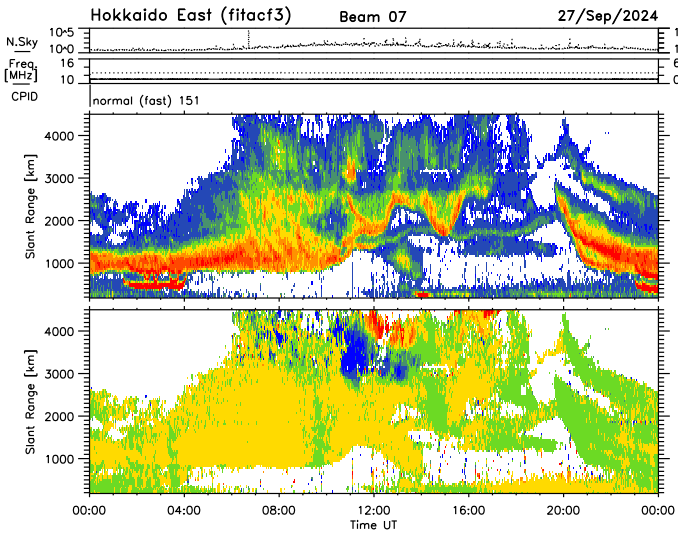 Hokkaido East (fitacf3) Beam 07 27/Sep/2024
N.Sky
10^5
10^0
Freq.
[MHz]
16
10
6
0
CPID
normal (fast) 151
Slant Range [km]
4000
3000
2000
1000
Slant Range [km]
4000
3000
2000
1000
00:00 04:00 08:00 12:00 16:00 20:00 00:00
Time UT